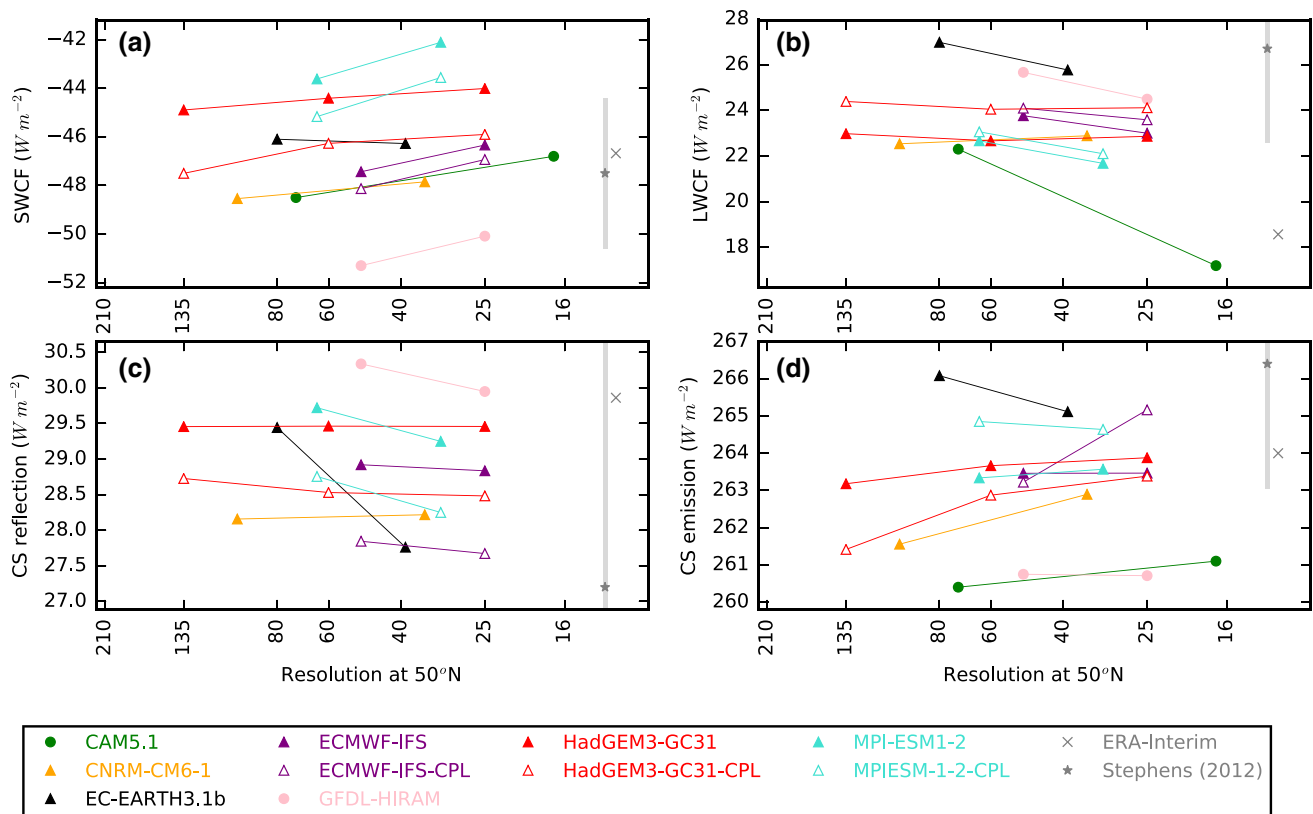 (a)
SWCF (W m⁻²)
−42
−44
−46
−48
−50
−52
210
135
80
60
40
25
16
(b)
LWCF (W m⁻²)
28
26
24
22
20
18
210
135
80
60
40
25
16
(c)
CS reflection (W m⁻²)
30.5
30.0
29.5
29.0
28.5
28.0
27.5
27.0
210
135
80
60
40
25
16
Resolution at 50°N
(d)
CS emission (W m⁻²)
267
266
265
264
263
262
261
260
210
135
80
60
40
25
16
Resolution at 50°N
CAM5.1
CNRM-CM6-1
EC-EARTH3.1b
ECMWF-IFS
ECMWF-IFS-CPL
GFDL-HIRAM
HadGEM3-GC31
HadGEM3-GC31-CPL
MPI-ESM1-2
MPIESM-1-2-CPL
ERA-Interim
Stephens (2012)